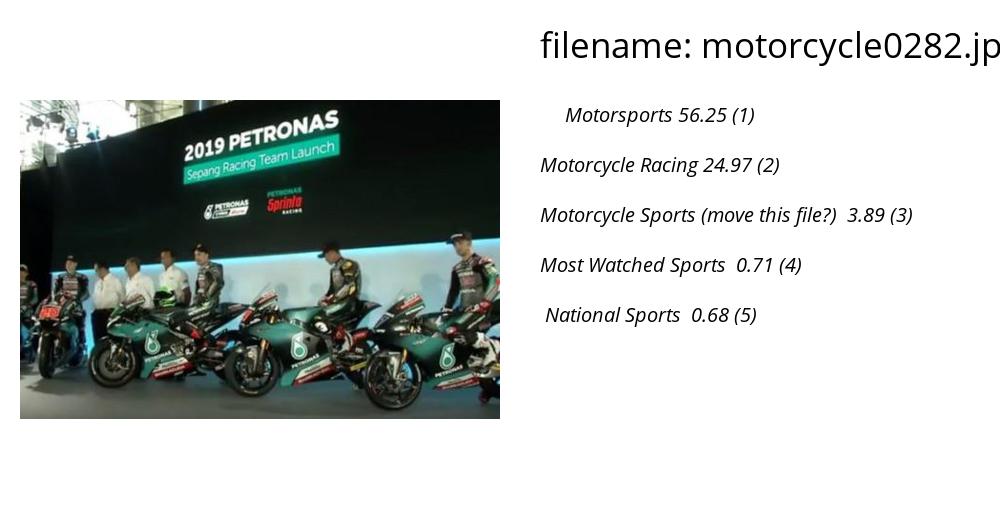 filename: motorcycle0282.jp
Motorsports 56.25 (1)
Motorcycle Racing 24.97 (2)
Motorcycle Sports (move this file?) 3.89 (3)
Most Watched Sports 0.71 (4)
National Sports 0.68 (5)
2019 PETRONAS
Sepang Racing Team Launch
PETRONAS
PETRONAS
Sprinta
RACING
PETRONAS
PETRONAS
PETRONAS